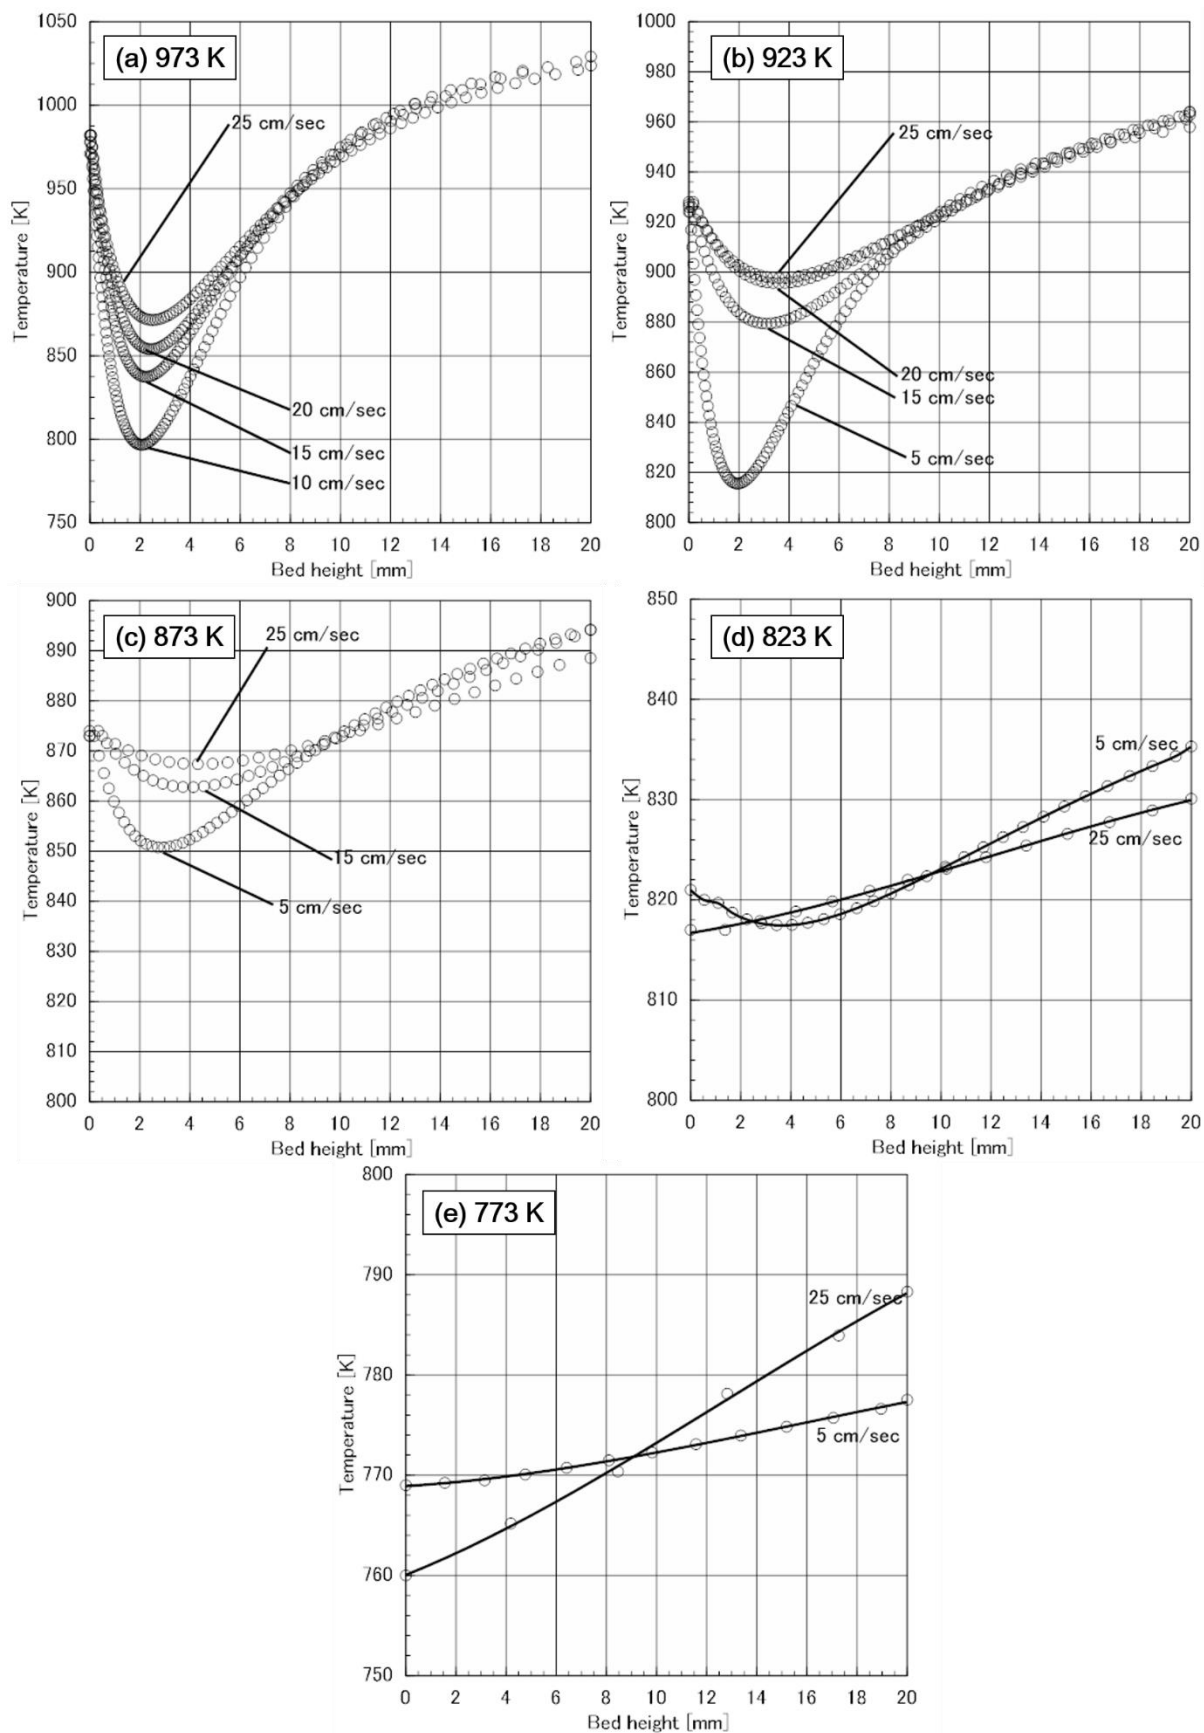 (a) 973 K
1050
1000
950
900
850
800
750
Temperature [K]
25 cm/sec
20 cm/sec
15 cm/sec
10 cm/sec
0 2 4 6 8 10 12 14 16 18 20
Bed height [mm]
(b) 923 K
1000
980
960
940
920
900
880
860
840
820
800
Temperature [K]
25 cm/sec
20 cm/sec
15 cm/sec
5 cm/sec
0 2 4 6 8 10 12 14 16 18 20
Bed height [mm]
(c) 873 K
900
890
880
870
860
850
840
830
820
810
800
Temperature [K]
25 cm/sec
15 cm/sec
5 cm/sec
0 2 4 6 8 10 12 14 16 18 20
Bed height [mm]
(d) 823 K
850
840
830
820
810
800
Temperature [K]
5 cm/sec
25 cm/sec
0 2 4 6 8 10 12 14 16 18 20
Bed height [mm]
(e) 773 K
800
790
780
770
760
750
Temperature [K]
25 cm/sec
5 cm/sec
0 2 4 6 8 10 12 14 16 18 20
Bed height [mm]